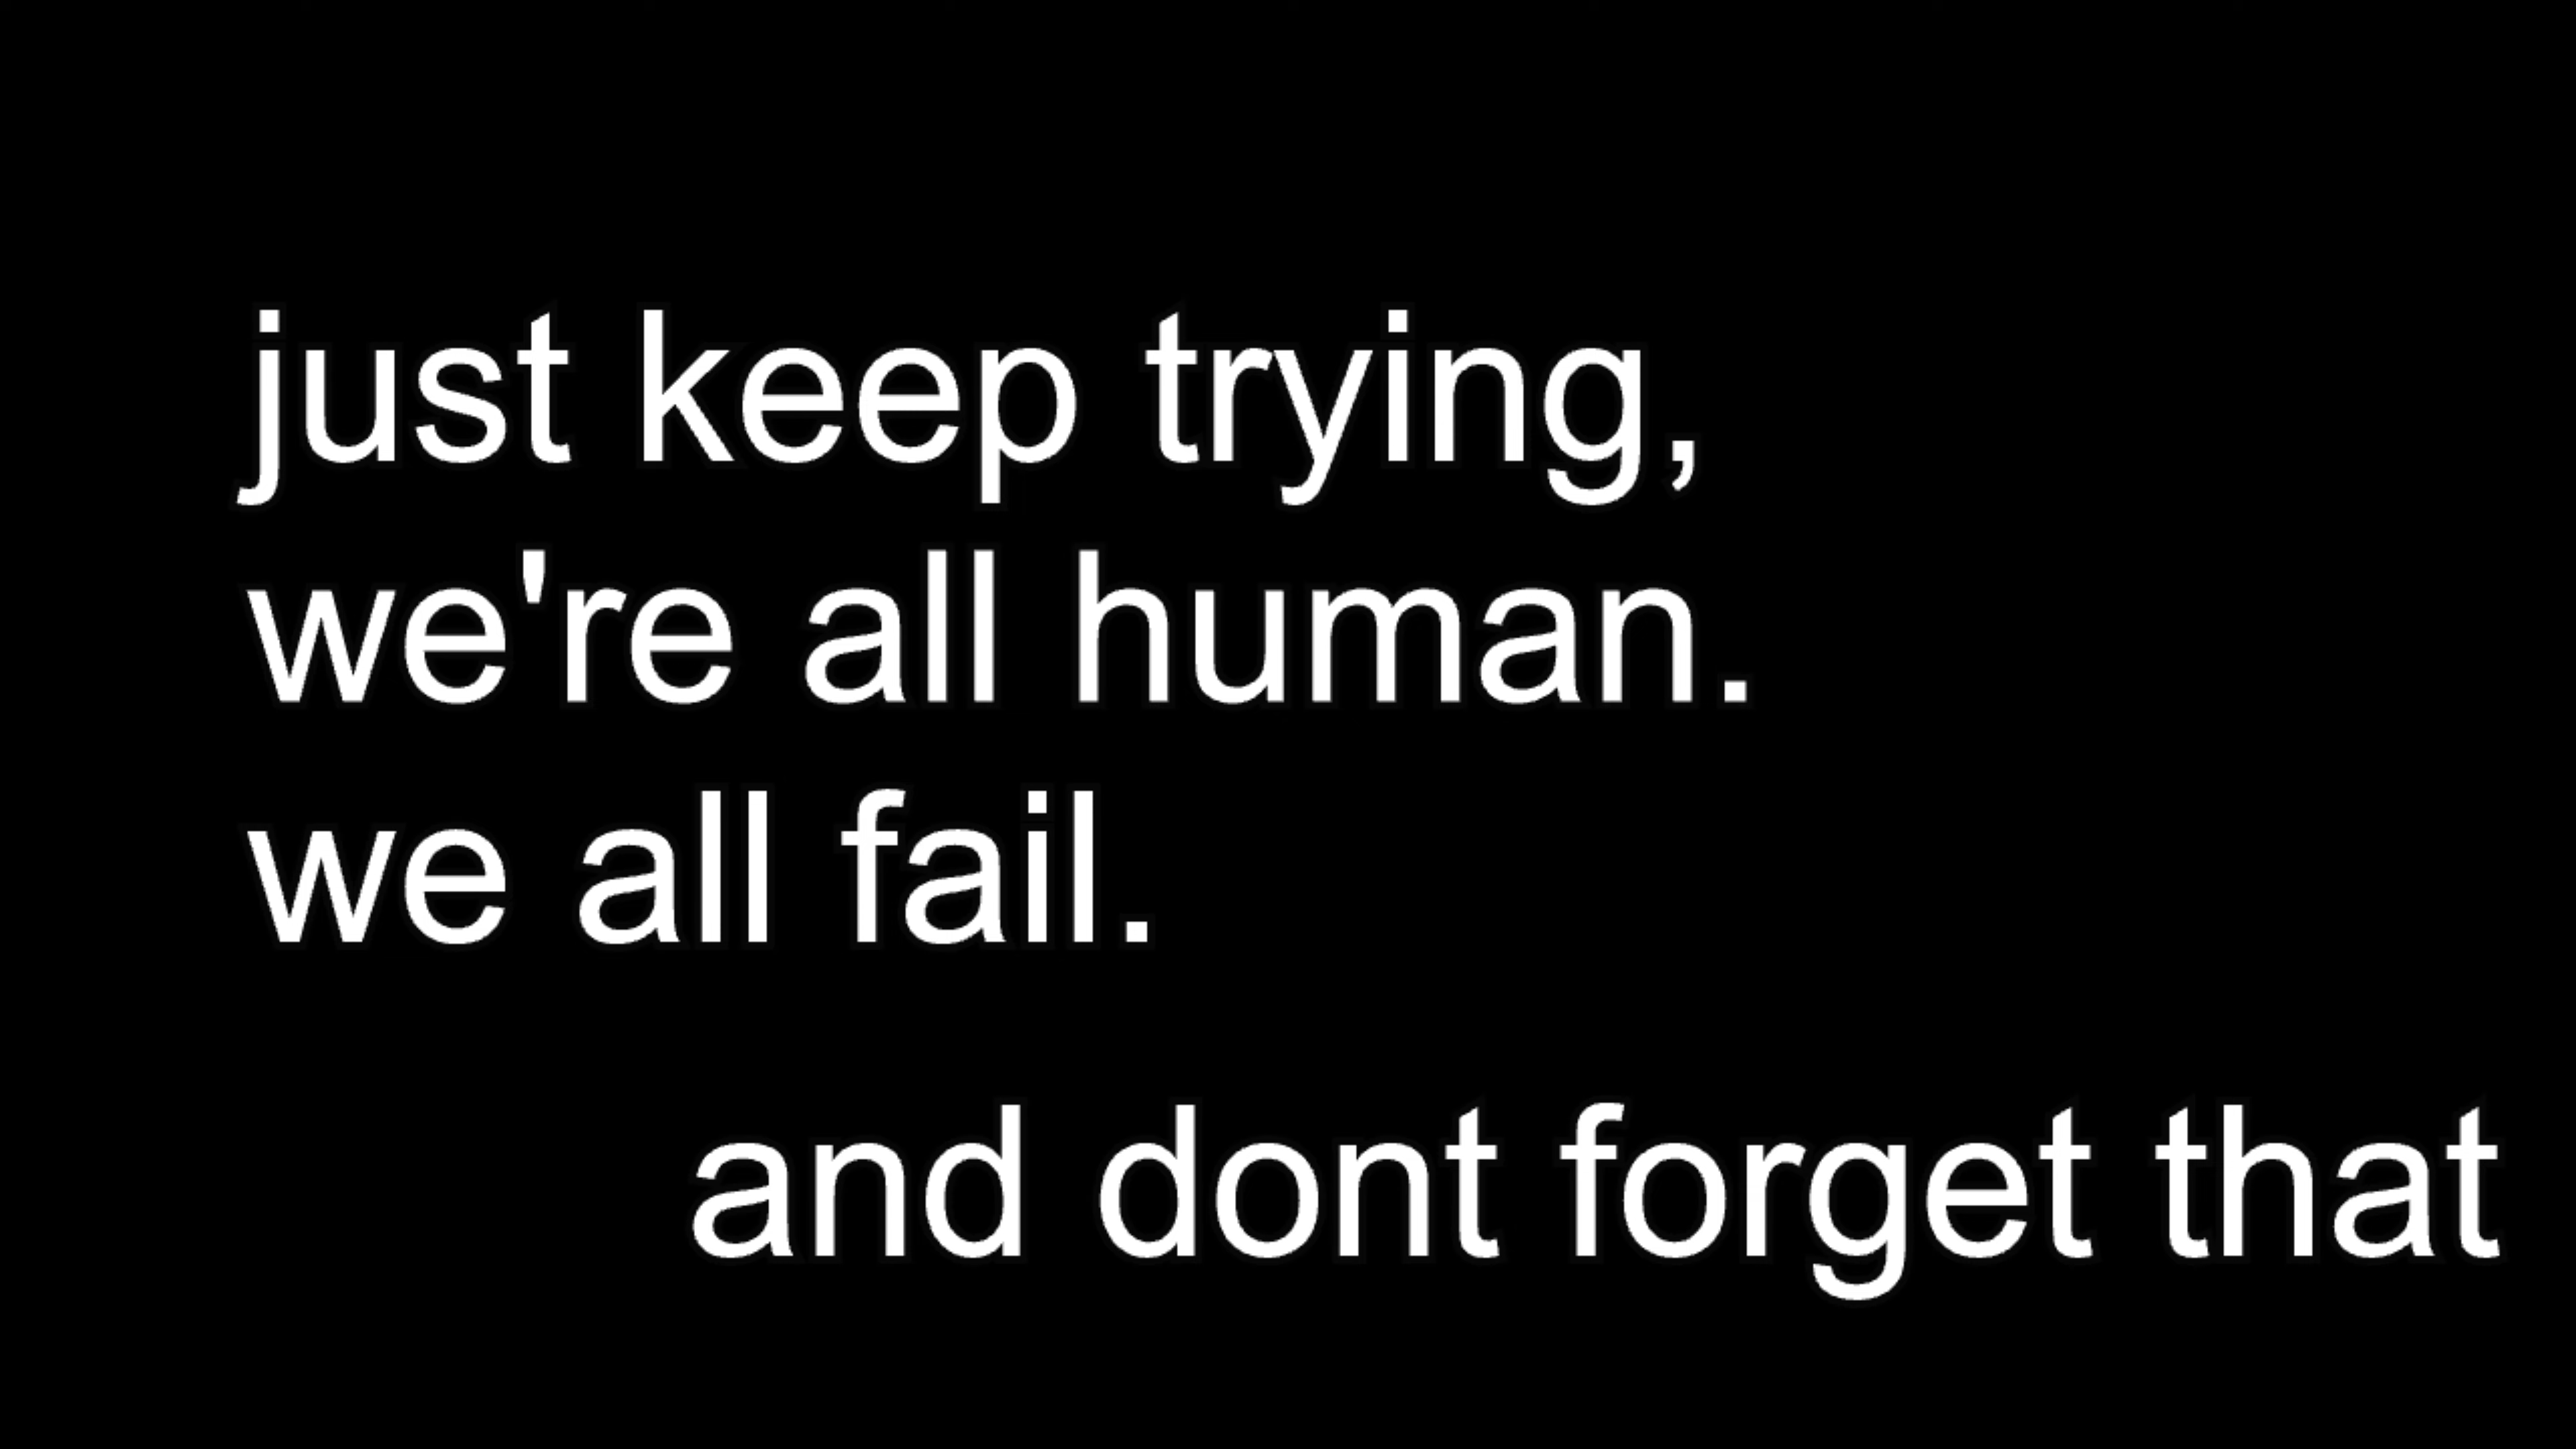 just keep trying,
we're all human.
we all fail.
and dont forget that